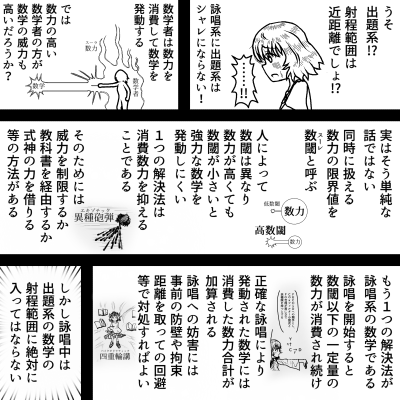 うそ
出題系!?
射程範囲は
近距離でしょ!?
………!!
詠唱系に出題系は
シャレにならない!
数学者は数力を
消費して数学を
発動する
スーリキ
数力
数学者
数学
では
数力の高い
数学者の方が
数学の威力も
高いだろうか?
実はそう単純な
話ではない
同時に扱える
数力の限界値を
数閾と呼ぶ
低数閾
数力
高数閾
数力
人によって
数閾は異なり
数力が高くても
数閾が小さいと
強力な数学を
発動しにくい
1つの解決法は
消費数力を抑える
ことである
異種砲弾
そのためには
威力を制限するか
教科書を経由するか
式神の力を借りる
等の方法がある
もう1つの解決法が
詠唱系の数学である
詠唱を開始すると
数閾以下の一定量の
数力が消費され続け
正確な詠唱により
発動された数学には
消費した数力合計が
加算される
四重輪講
詠唱への妨害には
事前の防壁や拘束
距離を取っての回避
等で対処すればよい
しかし詠唱中は
出題系の数学の
射程範囲に絶対に
入ってはならない